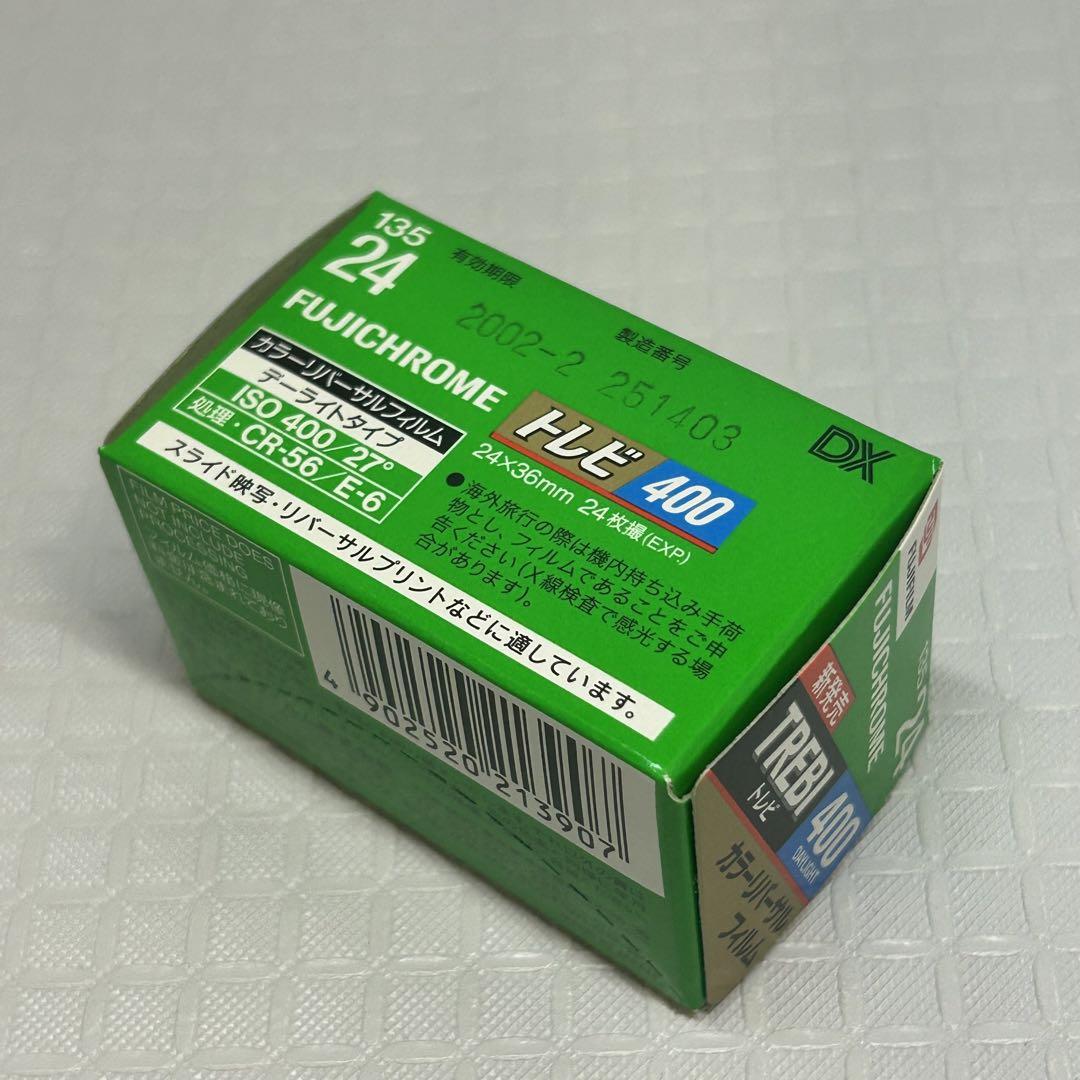 135
24
FUJICHROME
有効期限
2002-2
製造番号
251403
DX
カラーリバーサルフィルム
デーライトタイプ
ISO 400/27°
処理・CR-56/E-6
トレビ 400
24×36mm 24枚撮(EXP.)
●海外旅行の際は機内持ち込み手荷
物とし、フィルムであることをご申
告ください(X線検査で感光する場
合があります)。
スライド映写・リバーサルプリントなどに適しています。
FILM PRICE DOES
NOT INCLUDE
4 902520 213907
FUJIFILM
FUJICHROME
135 24
新発売
TREBI 400
トレビ
DAYLIGHT
カラーリバーサル
フィルム